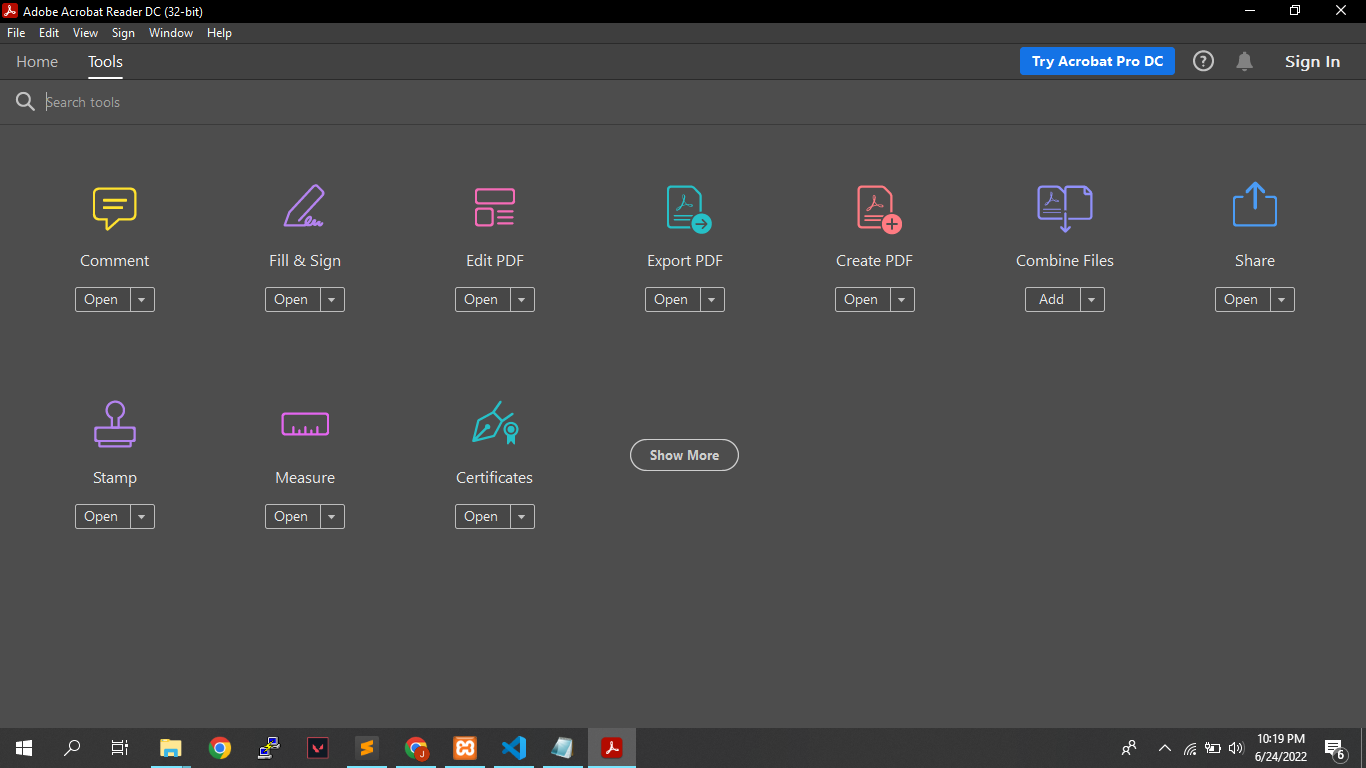 Adobe Acrobat Reader DC (32-bit)
File Edit View Sign Window Help
Home Tools Try Acrobat Pro DC ? Sign In
Search tools
Comment Fill & Sign Edit PDF Export PDF Create PDF Combine Files Share
Open Open Open Open Open Add Open
Show More
Stamp Measure Certificates
Open Open Open
J
10:19 PM
6/24/2022
6